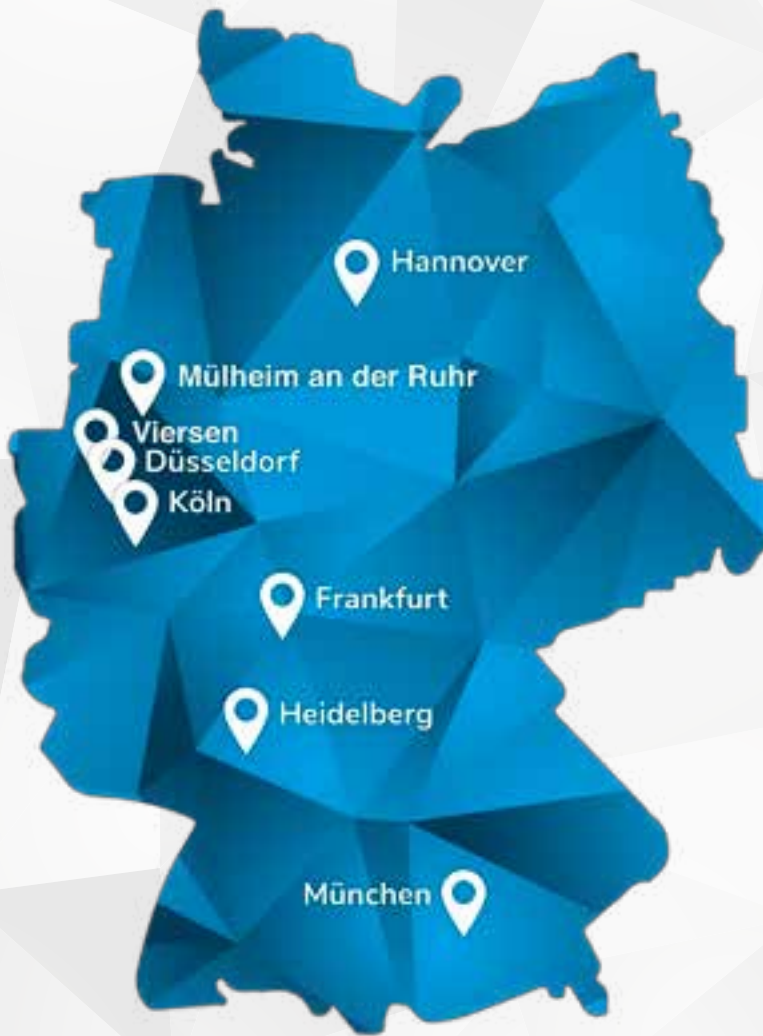 Hannover
Mülheim an der Ruhr
Viersen
Düsseldorf
Köln
Frankfurt
Heidelberg
München